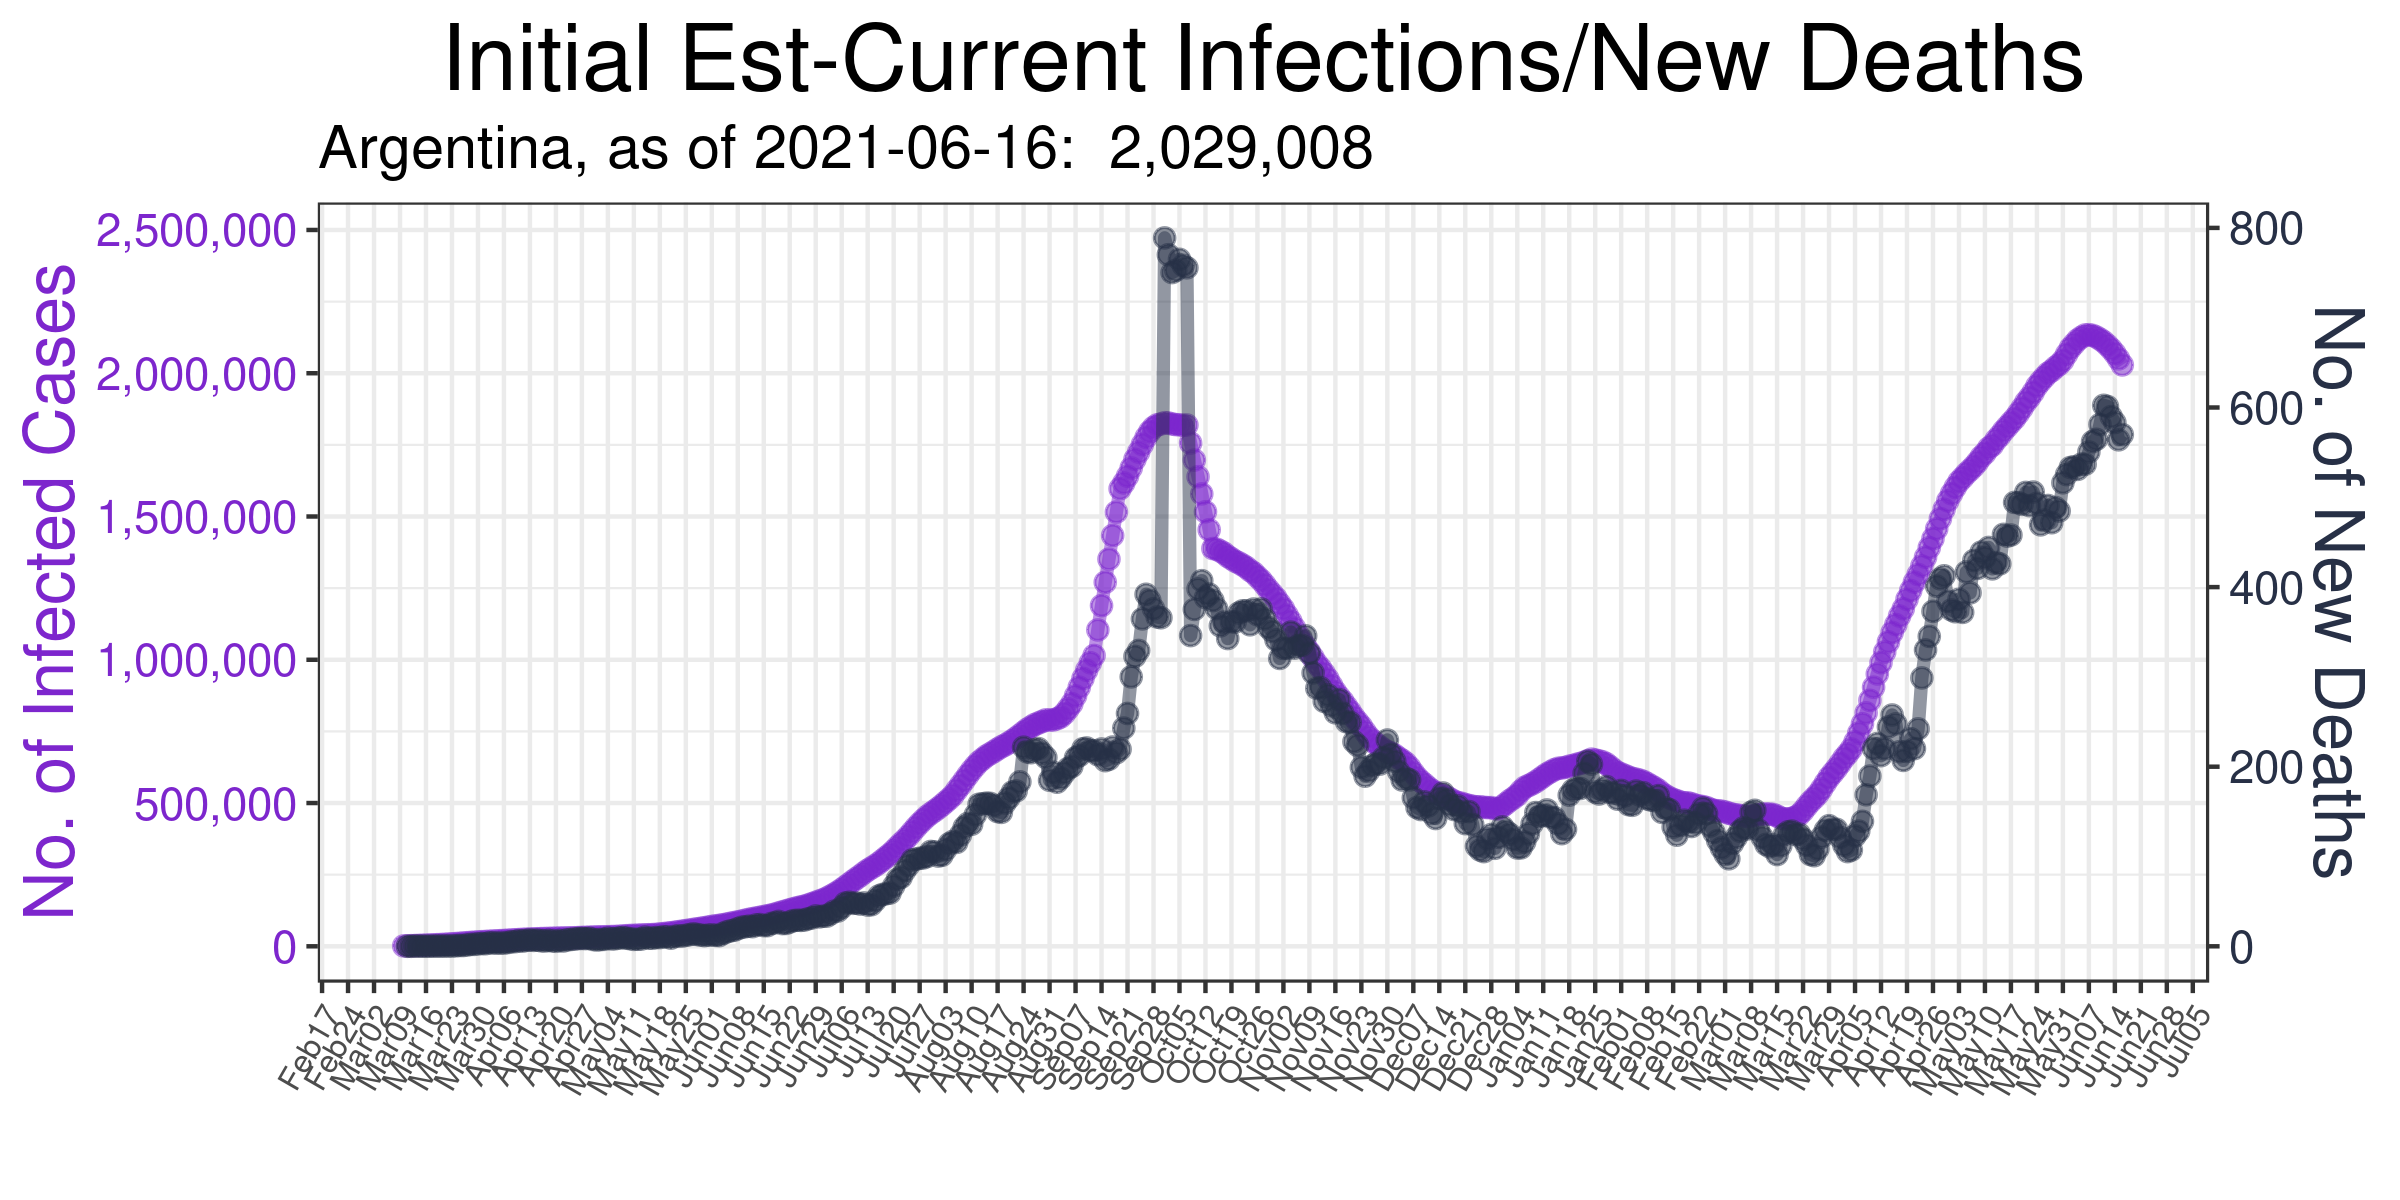 Initial Est-Current Infections/New Deaths
Argentina, as of 2021-06-16: 2,029,008
No. of Infected Cases
2,500,000
2,000,000
1,500,000
1,000,000
500,000
0
800
600
400
200
0
No. of New Deaths
Feb17
Feb24
Mar02
Mar09
Mar16
Mar23
Mar30
Apr06
Apr13
Apr20
Apr27
May04
May11
May18
May25
Jun01
Jun08
Jun15
Jun22
Jun29
Jul06
Jul13
Jul20
Jul27
Aug03
Aug10
Aug17
Aug24
Aug31
Sep07
Sep14
Sep21
Sep28
Oct05
Oct12
Oct19
Oct26
Nov02
Nov09
Nov16
Nov23
Nov30
Dec07
Dec14
Dec21
Dec28
Jan04
Jan11
Jan18
Jan25
Feb01
Feb08
Feb15
Feb22
Mar01
Mar08
Mar15
Mar22
Mar29
Apr05
Apr12
Apr19
Apr26
May03
May10
May17
May24
May31
Jun07
Jun14
Jun21
Jun28
Jul05